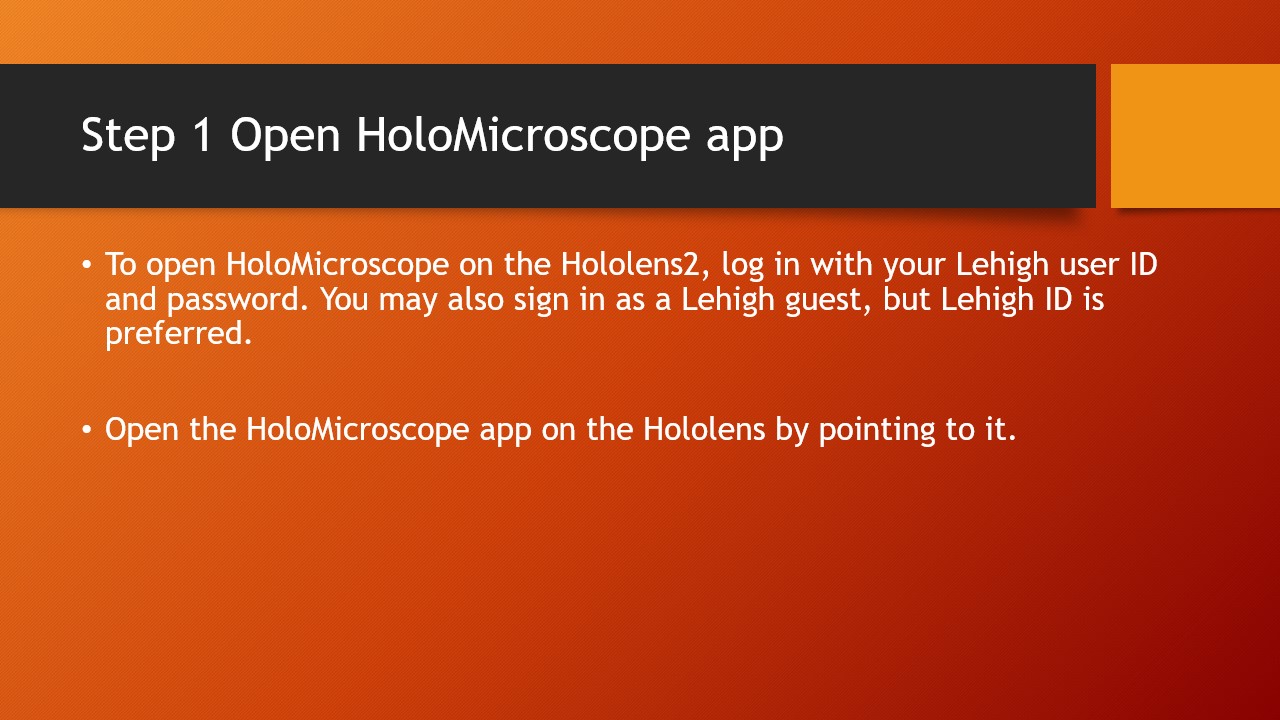 Step 1 Open HoloMicroscope app
• To open HoloMicroscope on the Hololens2, log in with your Lehigh user ID
and password. You may also sign in as a Lehigh guest, but Lehigh ID is
preferred.
• Open the HoloMicroscope app on the Hololens by pointing to it.